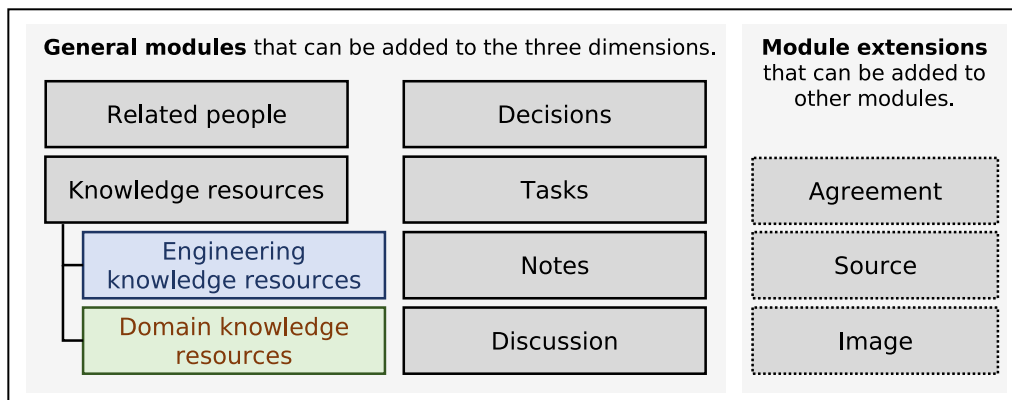 General modules that can be added to the three dimensions.
Related people
Knowledge resources
Engineering
knowledge resources
Domain knowledge
resources
Decisions
Tasks
Notes
Discussion
Module extensions
that can be added to
other modules.
Agreement
Source
Image